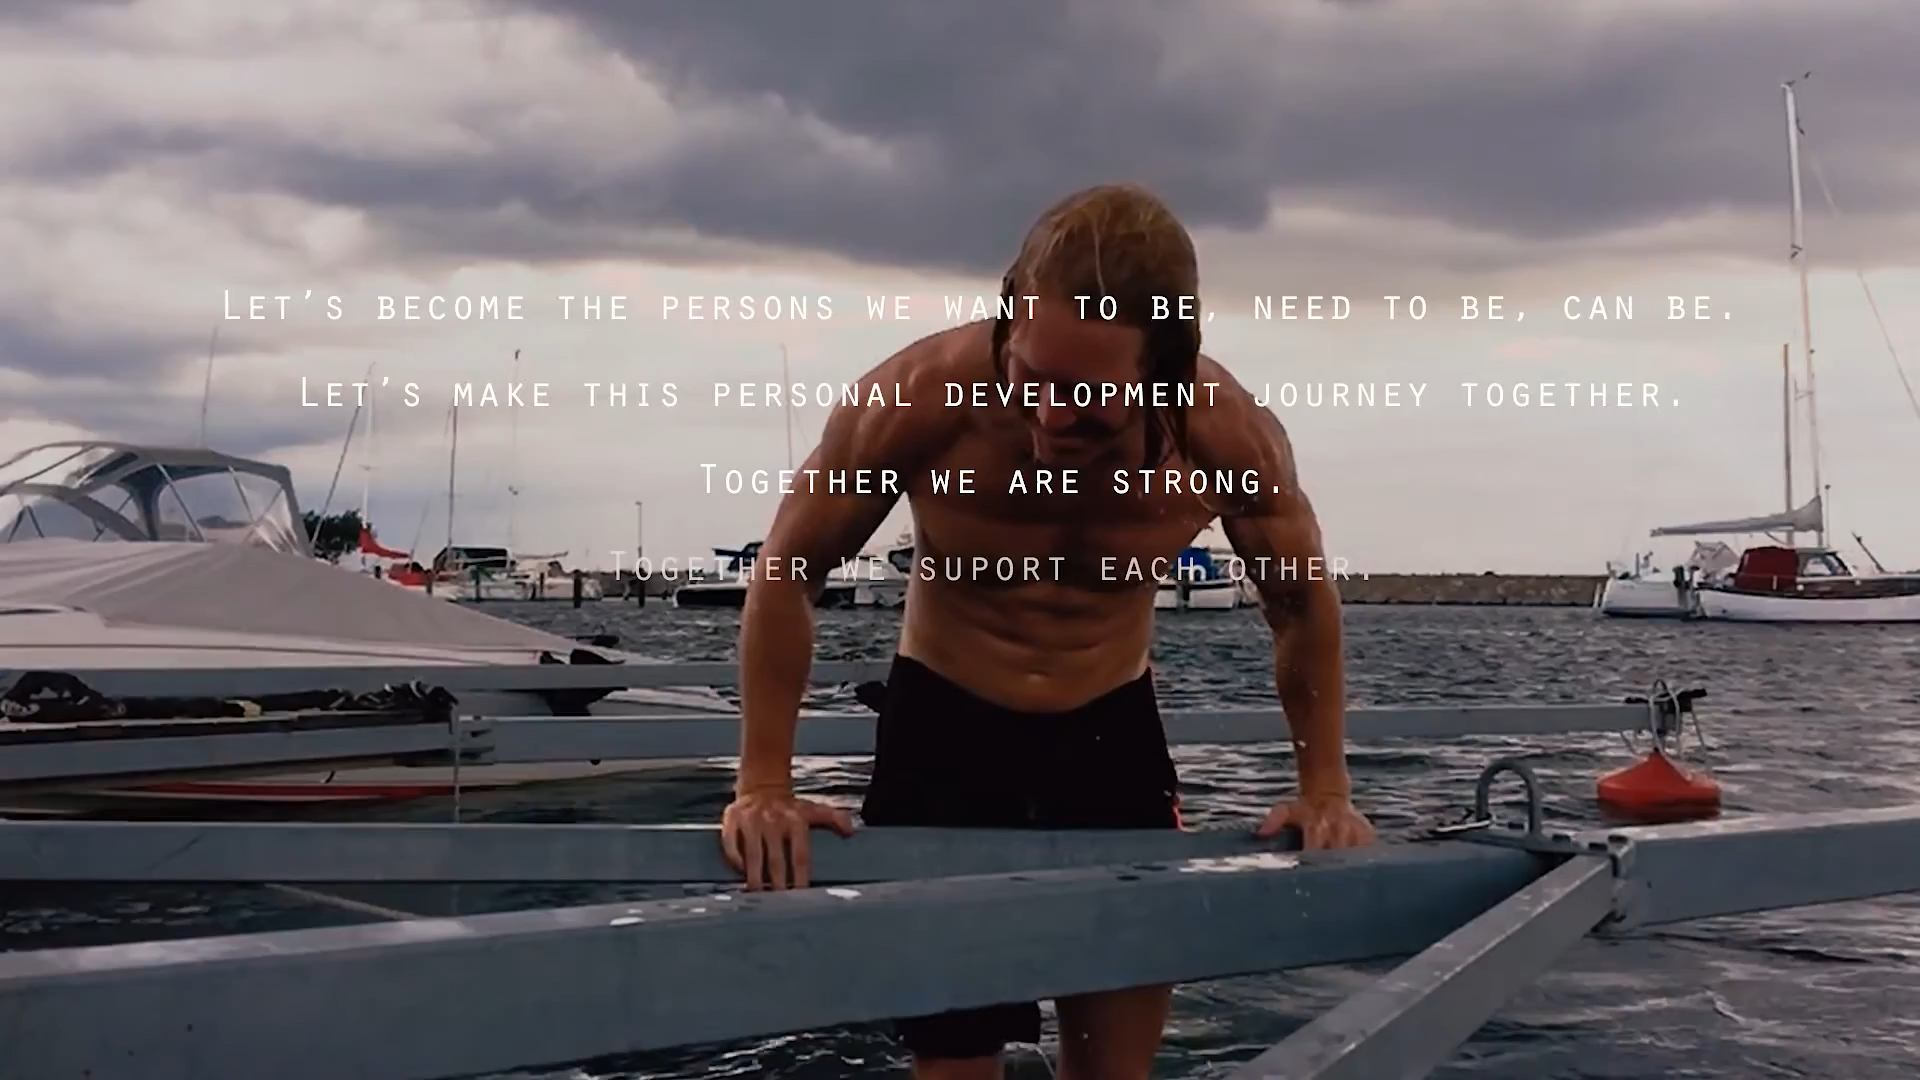 Let's become the persons we want to be, need to be, can be.
Let's make this personal development journey together.
Together we are strong.
Together we suport each other.